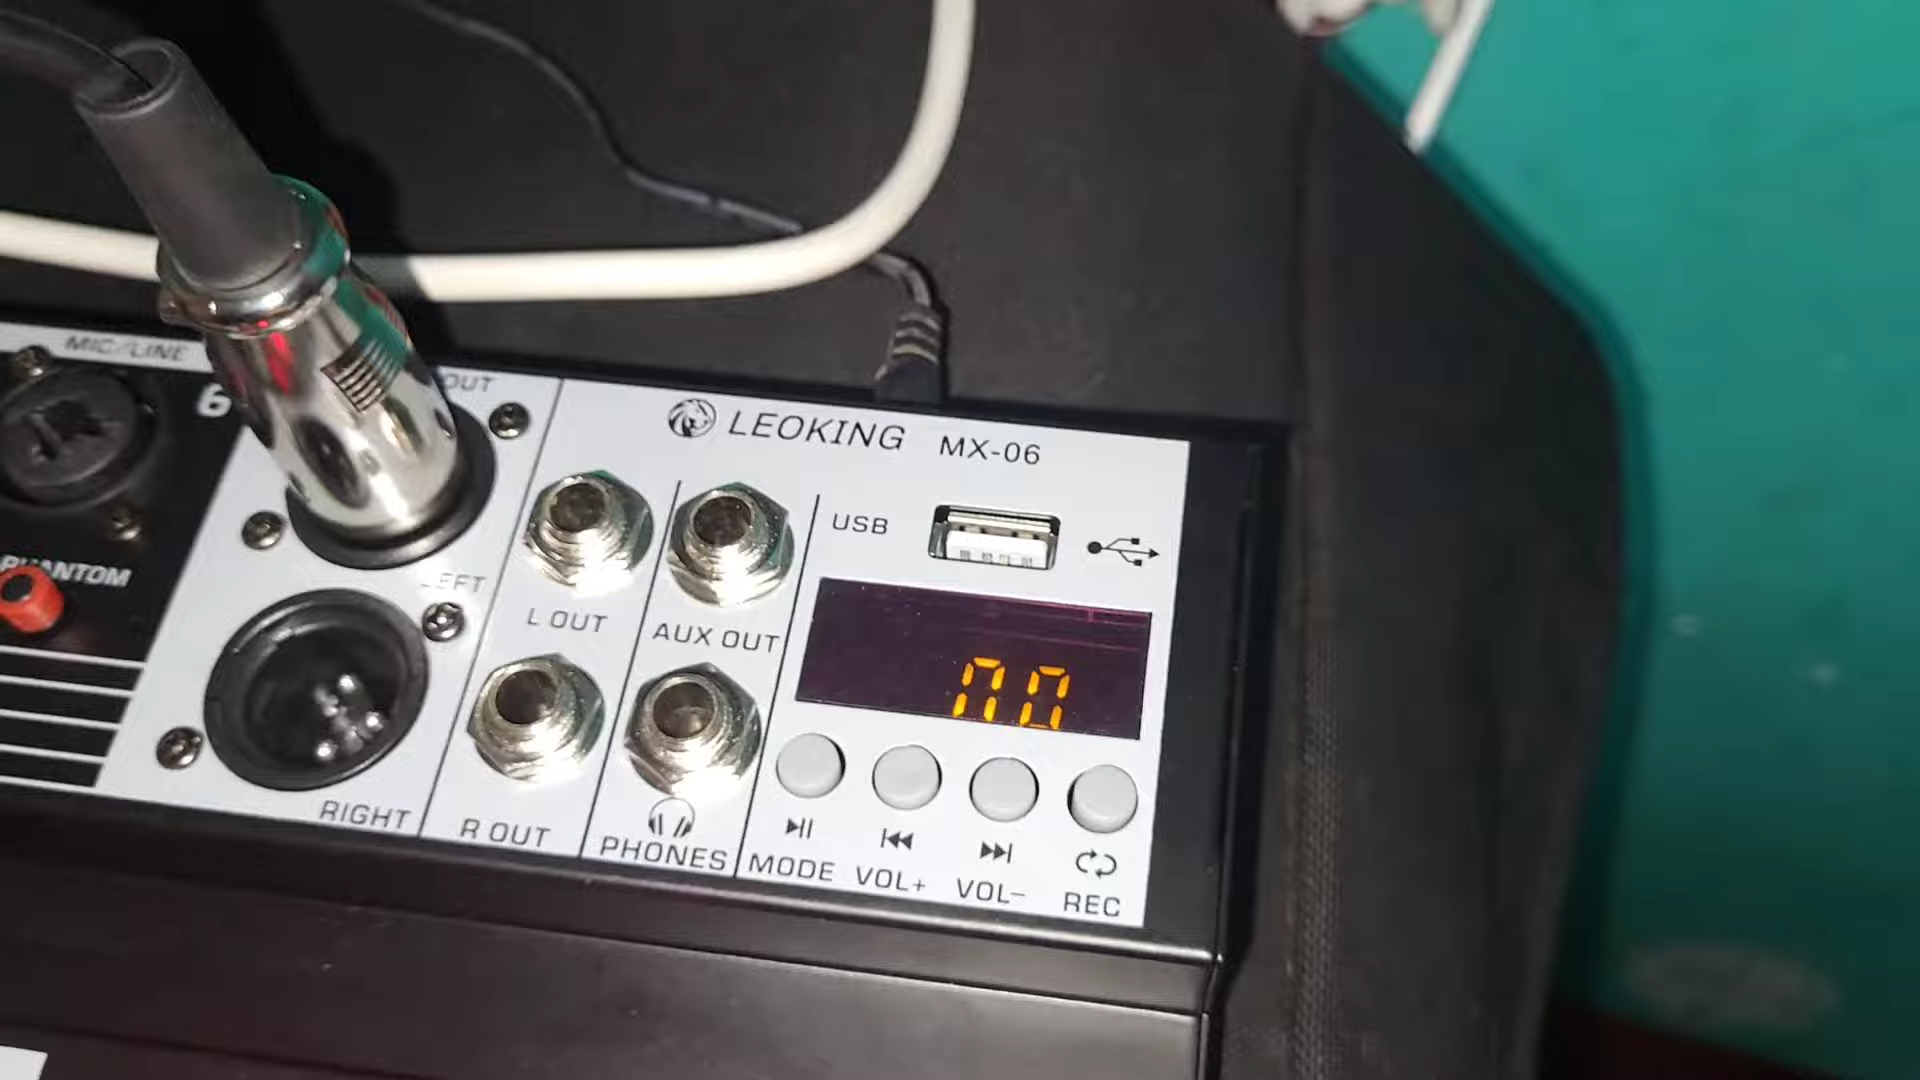 MIC/LINE
6
OUT
LEOKING MX-06
USB
PHANTOM
LEFT
L OUT
AUX OUT
RIGHT
R OUT
PHONES
MODE
VOL+
VOL-
REC